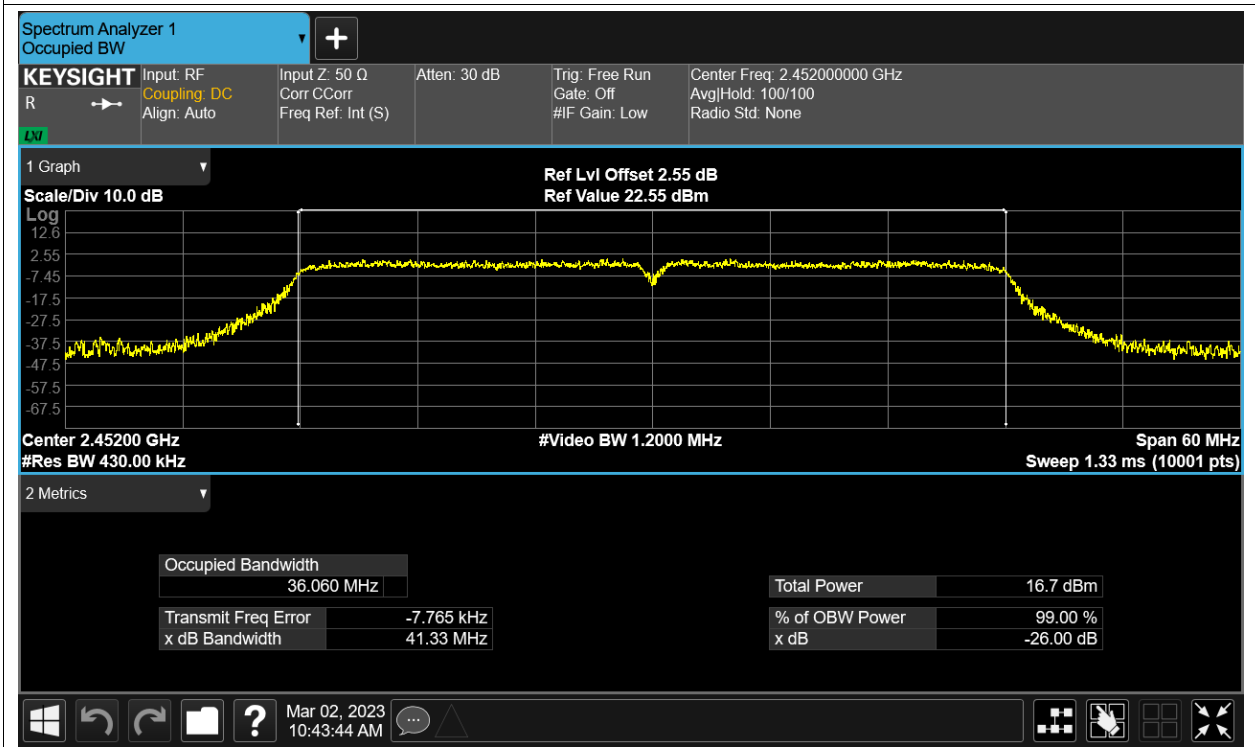 Spectrum Analyzer 1
Occupied BW
KEYSIGHT
R
LXI
Input: RF
Coupling: DC
Align: Auto
Input Z: 50 Ω
Corr CCorr
Freq Ref: Int (S)
Atten: 30 dB
Trig: Free Run
Gate: Off
#IF Gain: Low
Center Freq: 2.452000000 GHz
Avg|Hold: 100/100
Radio Std: None
1 Graph
Scale/Div 10.0 dB
Ref Lvl Offset 2.55 dB
Ref Value 22.55 dBm
Log
12.6
2.55
-7.45
-17.5
-27.5
-37.5
-47.5
-57.5
-67.5
Center 2.45200 GHz
#Res BW 430.00 kHz
#Video BW 1.2000 MHz
Span 60 MHz
Sweep 1.33 ms (10001 pts)
2 Metrics
Occupied Bandwidth
36.060 MHz
Transmit Freq Error -7.765 kHz
x dB Bandwidth 41.33 MHz
Total Power 16.7 dBm
% of OBW Power 99.00 %
x dB -26.00 dB
?
Mar 02, 2023
10:43:44 AM